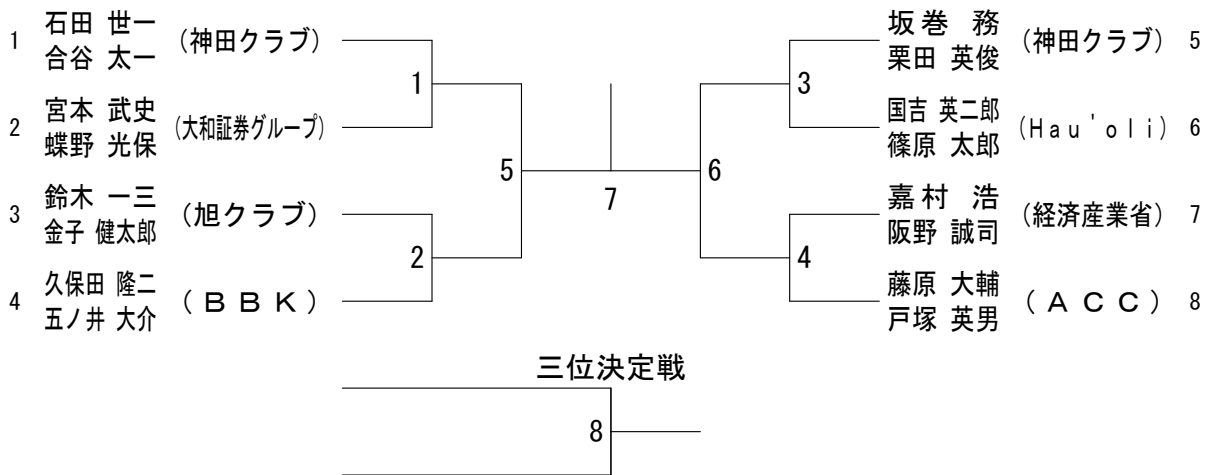 1 石田 世一 (神田クラブ)
合谷 太一
2 宮本 武史 (大和証券グループ)
蝶野 光保
3 鈴木 一三 (旭クラブ)
金子 健太郎
4 久保田 隆二 (ＢＢＫ)
五ノ井 大介
1
2
5
7
6
3
4
坂巻 務 (神田クラブ) 5
栗田 英俊
国吉 英二郎 (Hau'oli) 6
篠原 太郎
嘉村 浩 (経済産業省) 7
阪野 誠司
藤原 大輔 (ＡＣＣ) 8
戸塚 英男
三位決定戦
8